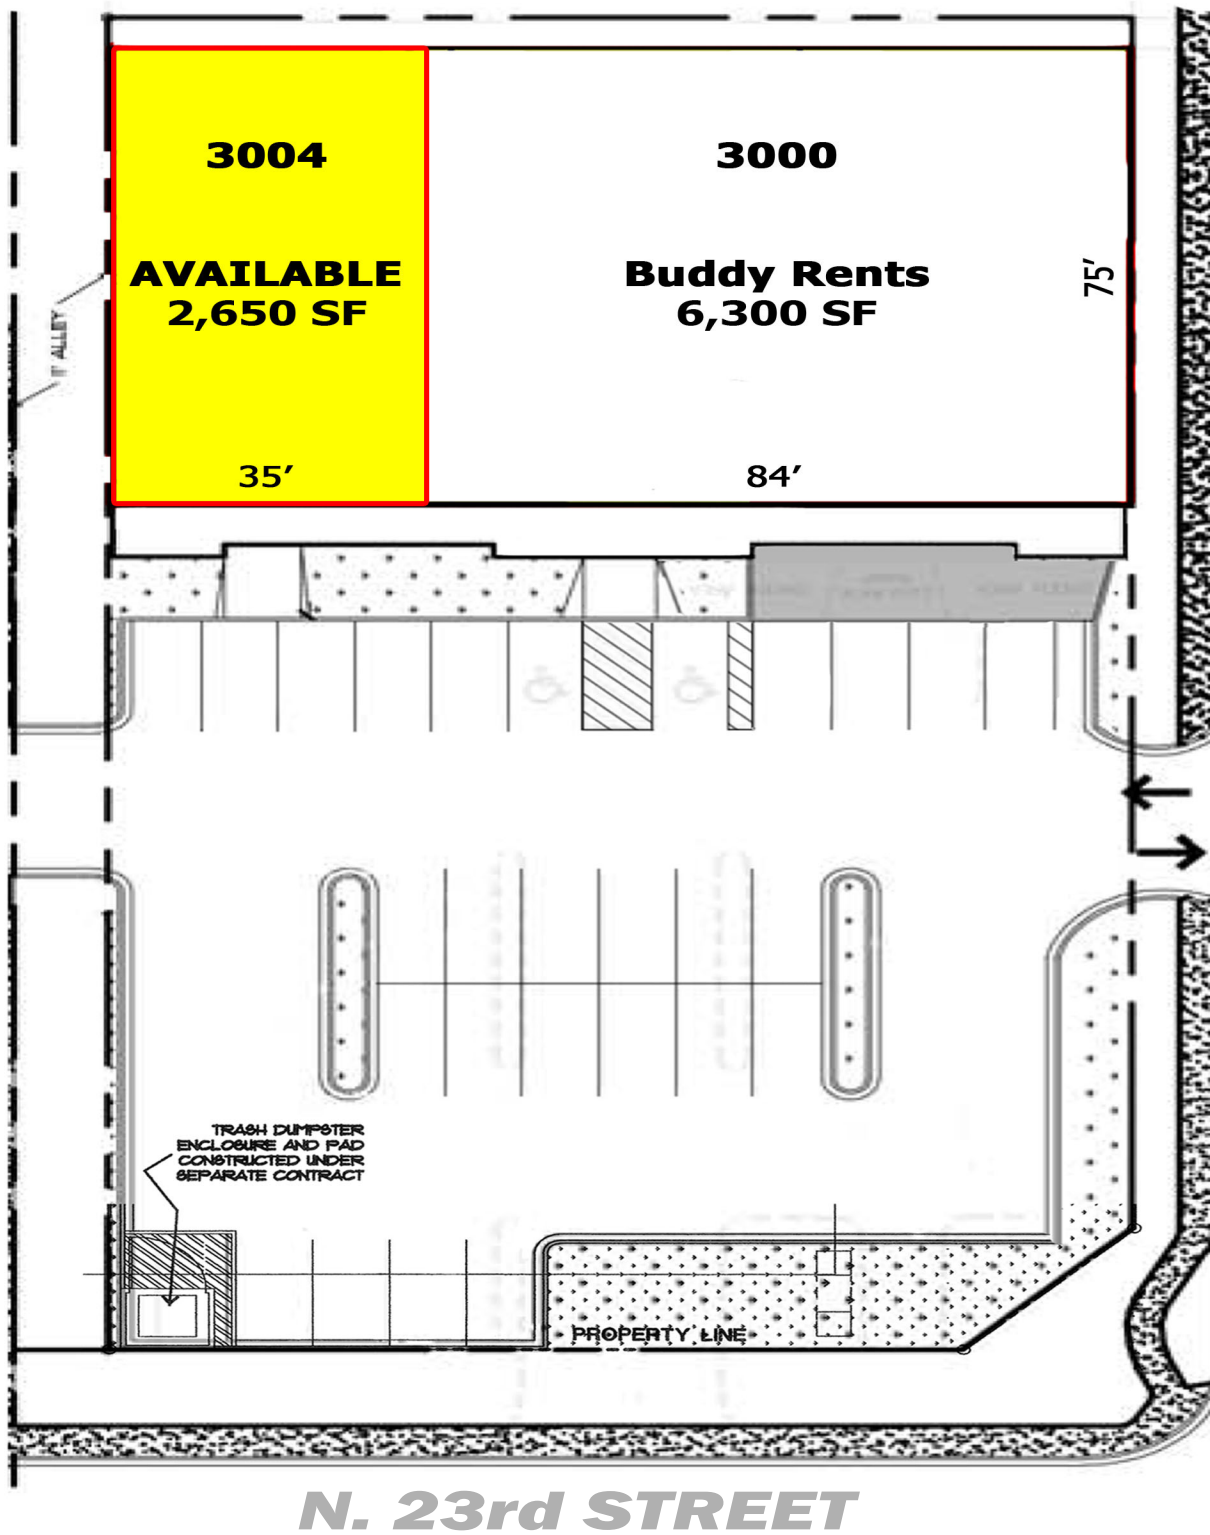 3004
3000
AVAILABLE
2,650 SF
Buddy Rents
6,300 SF
75'
ALLEY
35'
84'
TRASH DUMPSTER
ENCLOSURE AND PAD
CONSTRUCTED UNDER
SEPARATE CONTRACT
PROPERTY LINE
N. 23rd STREET